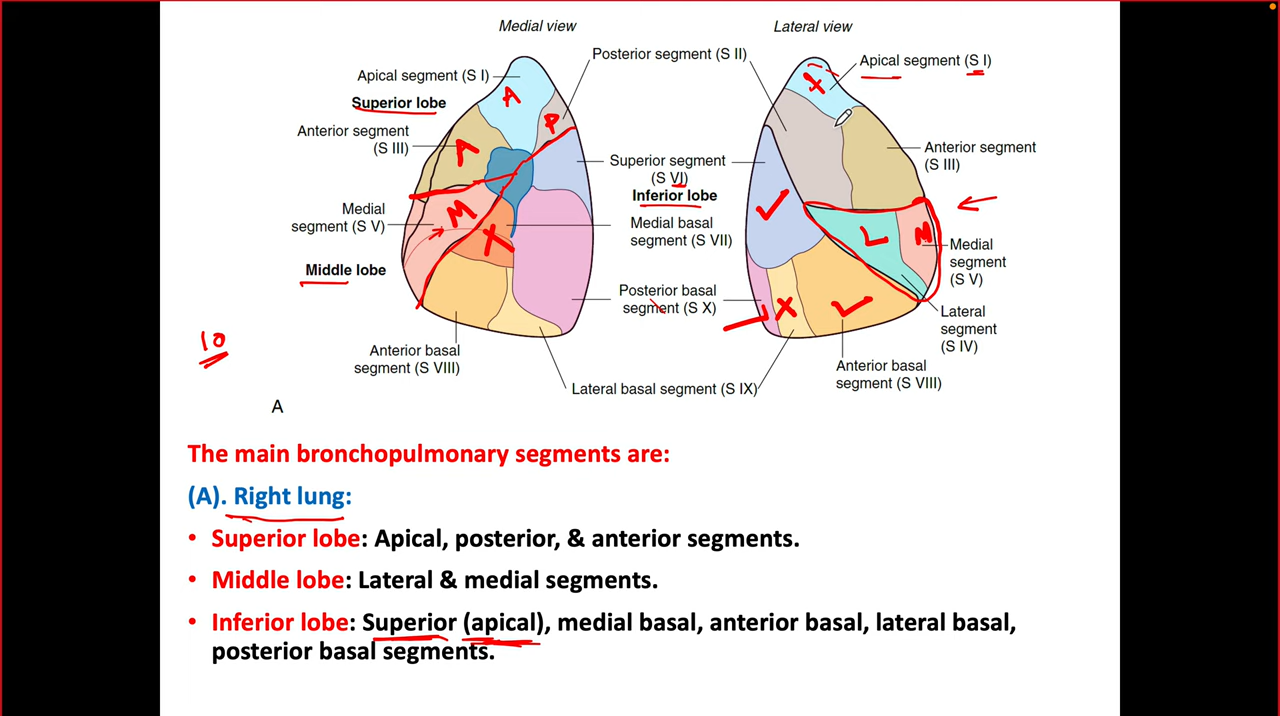 Medial view
Lateral view
Posterior segment (S II)
Apical segment (S I)
Apical segment (S I)
Superior lobe
Anterior segment
(S III)
Anterior segment
(S III)
Superior segment
(S VI)
Inferior lobe
Medial
segment (S V)
Medial basal
segment (S VII)
Medial
segment
(S V)
Middle lobe
Posterior basal
segment (S X)
Lateral
segment
(S IV)
Anterior basal
segment (S VIII)
Anterior basal
segment (S VIII)
Lateral basal segment (S IX)
A
A
P
A
M
L
M
10
The main bronchopulmonary segments are:
(A). Right lung:
• Superior lobe: Apical, posterior, & anterior segments.
• Middle lobe: Lateral & medial segments.
• Inferior lobe: Superior (apical), medial basal, anterior basal, lateral basal,
posterior basal segments.